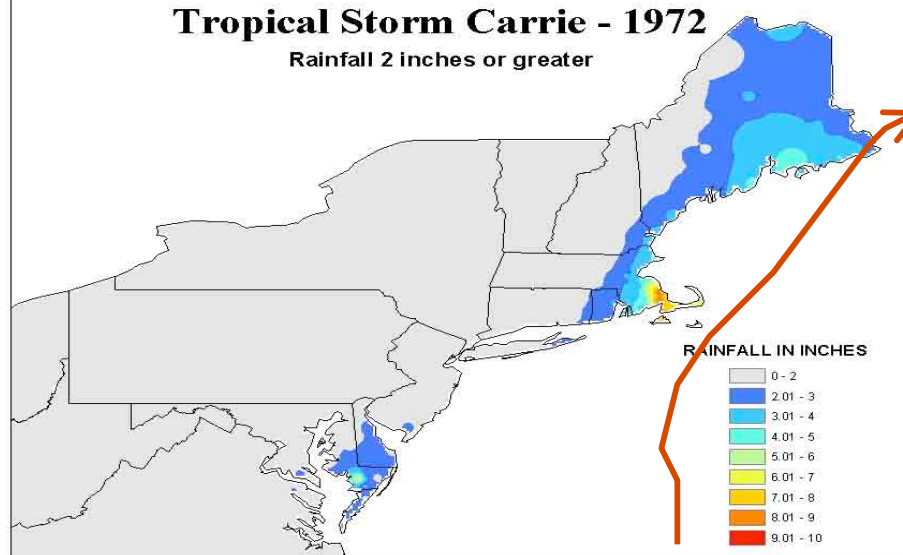 Tropical Storm Carrie - 1972
Rainfall 2 inches or greater
RAINFALL IN INCHES
0 - 2
2.01 - 3
3.01 - 4
4.01 - 5
5.01 - 6
6.01 - 7
7.01 - 8
8.01 - 9
9.01 - 10